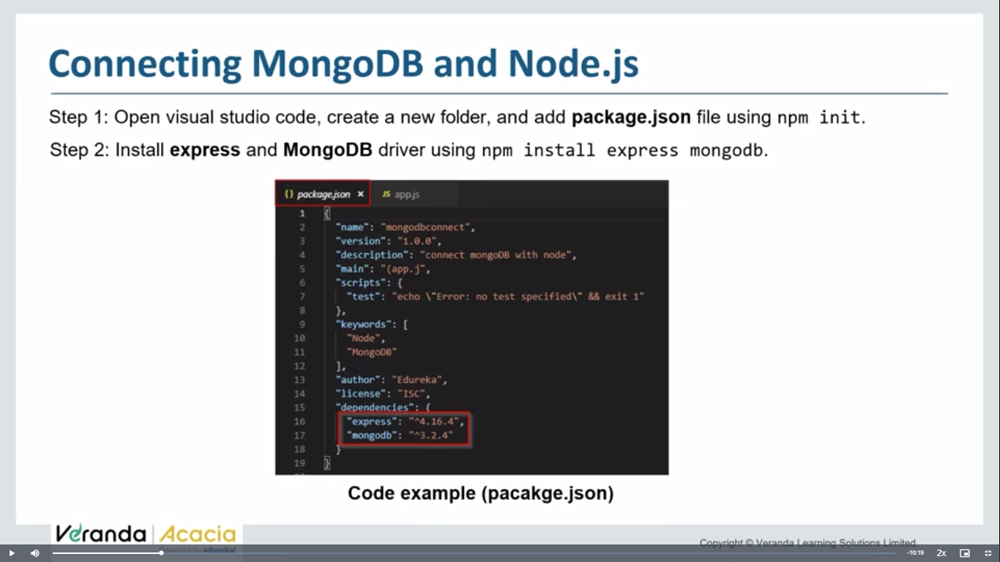 Connecting MongoDB and Node.js
Step 1: Open visual studio code, create a new folder, and add package.json file using npm init.
Step 2: Install express and MongoDB driver using npm install express mongodb.
{} package.json × JS app.js
1 {
2 "name": "mongodbconnect",
3 "version": "1.0.0",
4 "description": "connect mongoDB with node",
5 "main": "(app.j",
6 "scripts": {
7 "test": "echo \"Error: no test specified\" && exit 1"
8 },
9 "keywords": [
10 "Node",
11 "MongoDB"
12 ],
13 "author": "Edureka",
14 "license": "ISC",
15 "dependencies": {
16 "express": "^4.16.4",
17 "mongodb": "^3.2.4"
18 }
19 }
Code example (pacakge.json)
Veranda | Acacia
Powered by edureka!
Copyright © Veranda Learning Solutions Limited
-10:19 2x